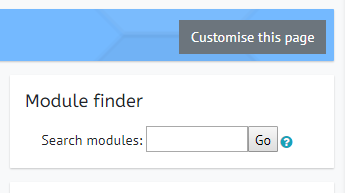 Customise this page
Module finder
Search modules: Go ?